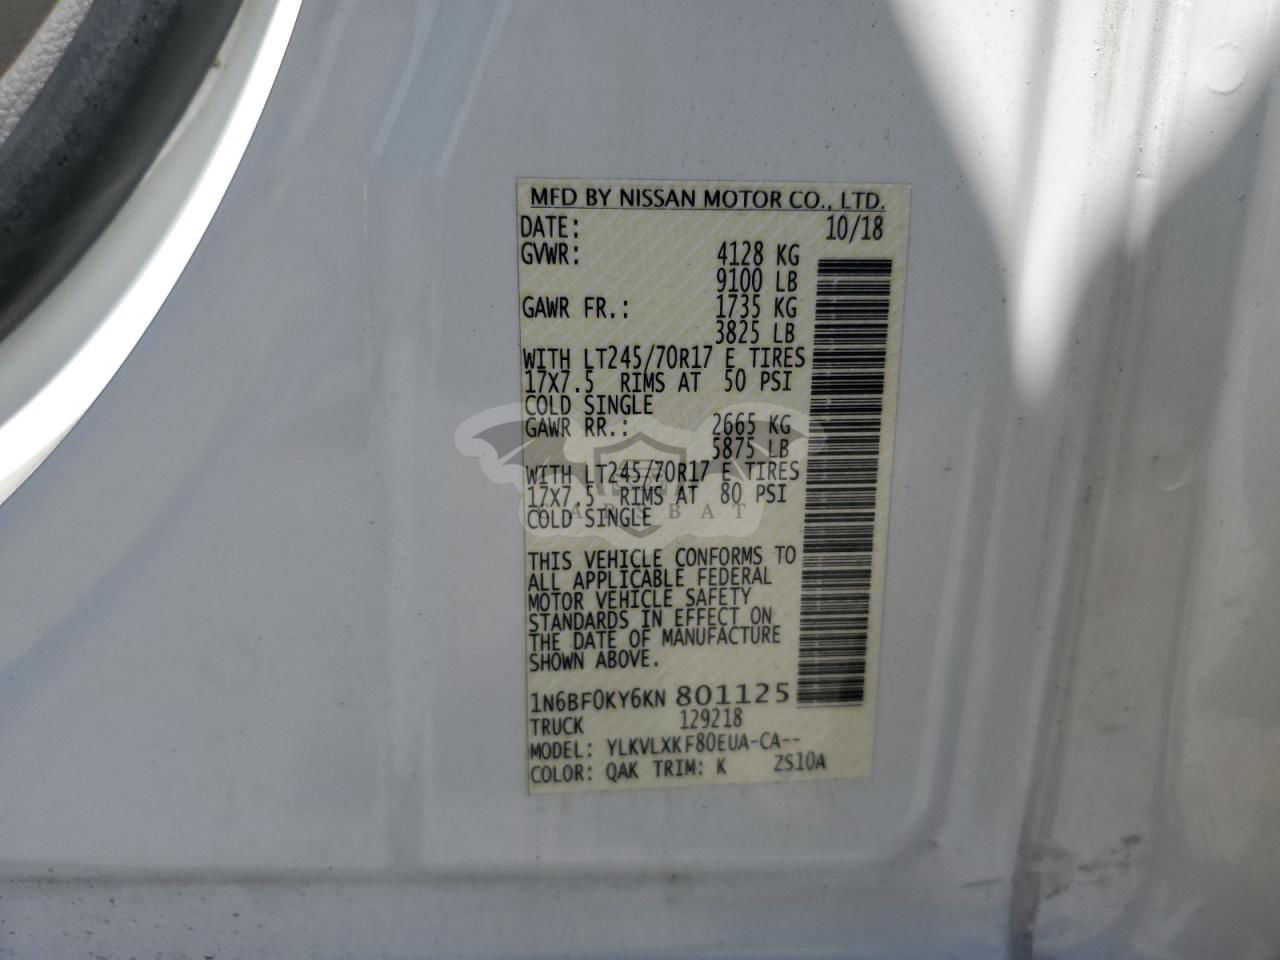 MFD BY NISSAN MOTOR CO., LTD.
DATE: 10/18
GVWR: 4128 KG
9100 LB
GAWR FR.: 1735 KG
3825 LB
WITH LT245/70R17 E TIRES
17X7.5 RIMS AT 50 PSI
COLD SINGLE
GAWR RR.: 2665 KG
5875 LB
WITH LT245/70R17 E TIRES
17X7.5 RIMS AT 80 PSI
CARSBAT
COLD SINGLE
THIS VEHICLE CONFORMS TO
ALL APPLICABLE FEDERAL
MOTOR VEHICLE SAFETY
STANDARDS IN EFFECT ON
THE DATE OF MANUFACTURE
SHOWN ABOVE.
1N6BF0KY6KN 801125
TRUCK 129218
MODEL: YLKVLXKF80EUA-CA--
COLOR: QAK TRIM: K ZS10A